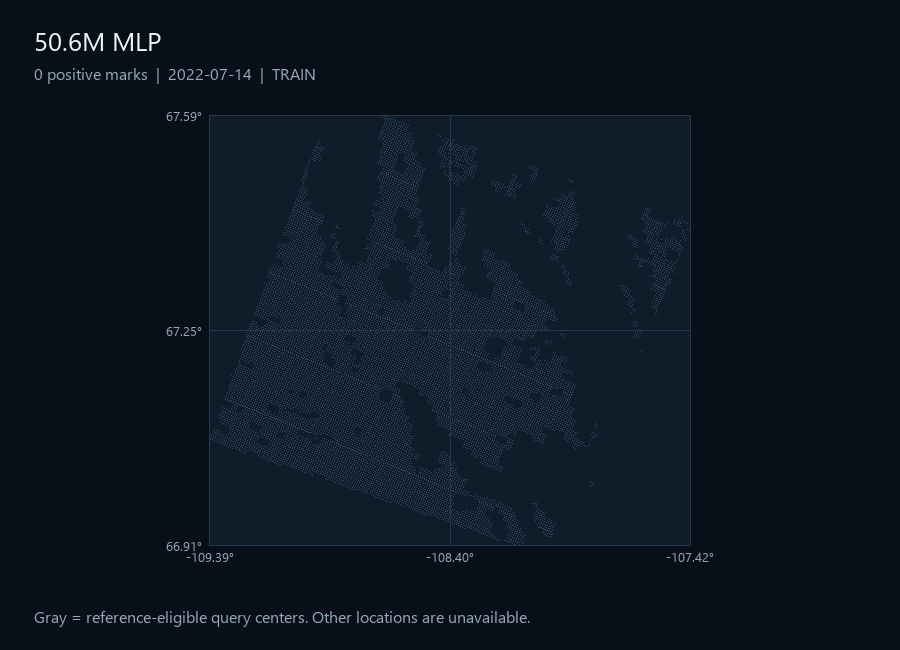 50.6M MLP
0 positive marks | 2022-07-14 | TRAIN
67.59°
67.25°
66.91°
-109.39°
-108.40°
-107.42°
Gray = reference-eligible query centers. Other locations are unavailable.